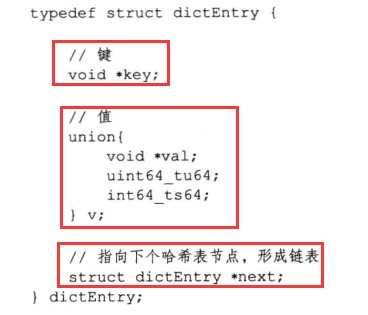 typedef struct dictEntry {
// 键
void *key;
// 值
union{
void *val;
uint64_tu64;
int64_ts64;
} v;
// 指向下个哈希表节点，形成链表
struct dictEntry *next;
} dictEntry;